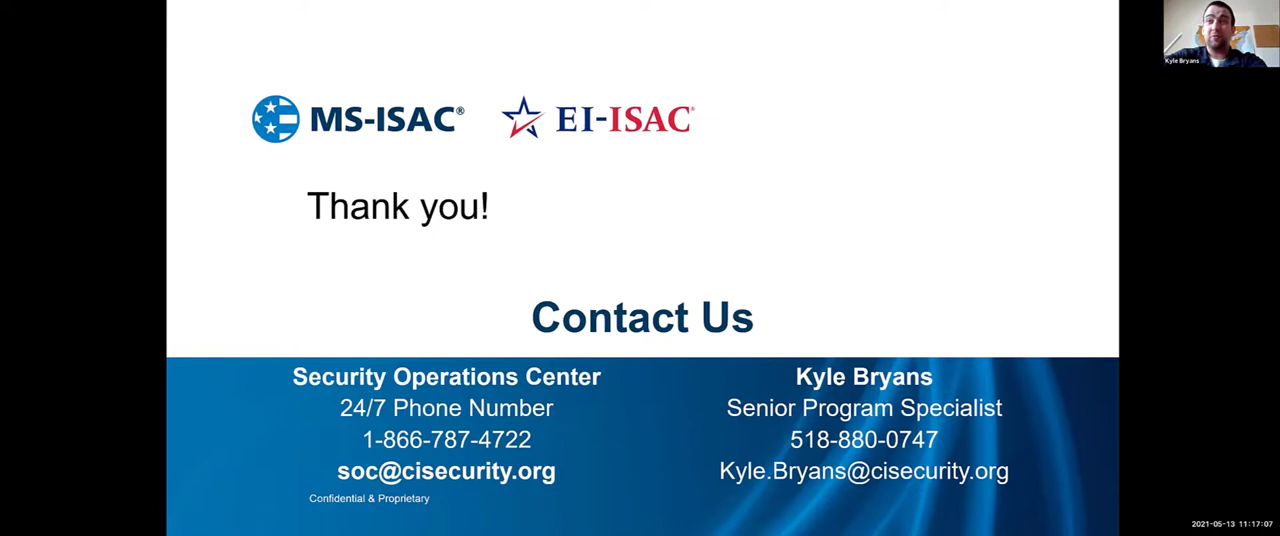 Kyle Bryans
MS-ISAC®
EI-ISAC®
Thank you!
Contact Us
Security Operations Center
24/7 Phone Number
1-866-787-4722
soc@cisecurity.org
Confidential & Proprietary
Kyle Bryans
Senior Program Specialist
518-880-0747
Kyle.Bryans@cisecurity.org
2021-05-13 11:17:07